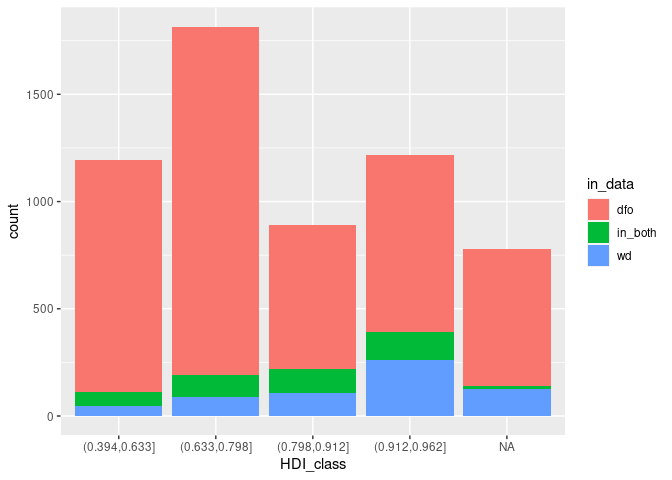 1500
1000
500
0
count
(0.394,0.633] (0.633,0.798] (0.798,0.912] (0.912,0.962] NA
HDI_class
in_data
dfo
in_both
wd